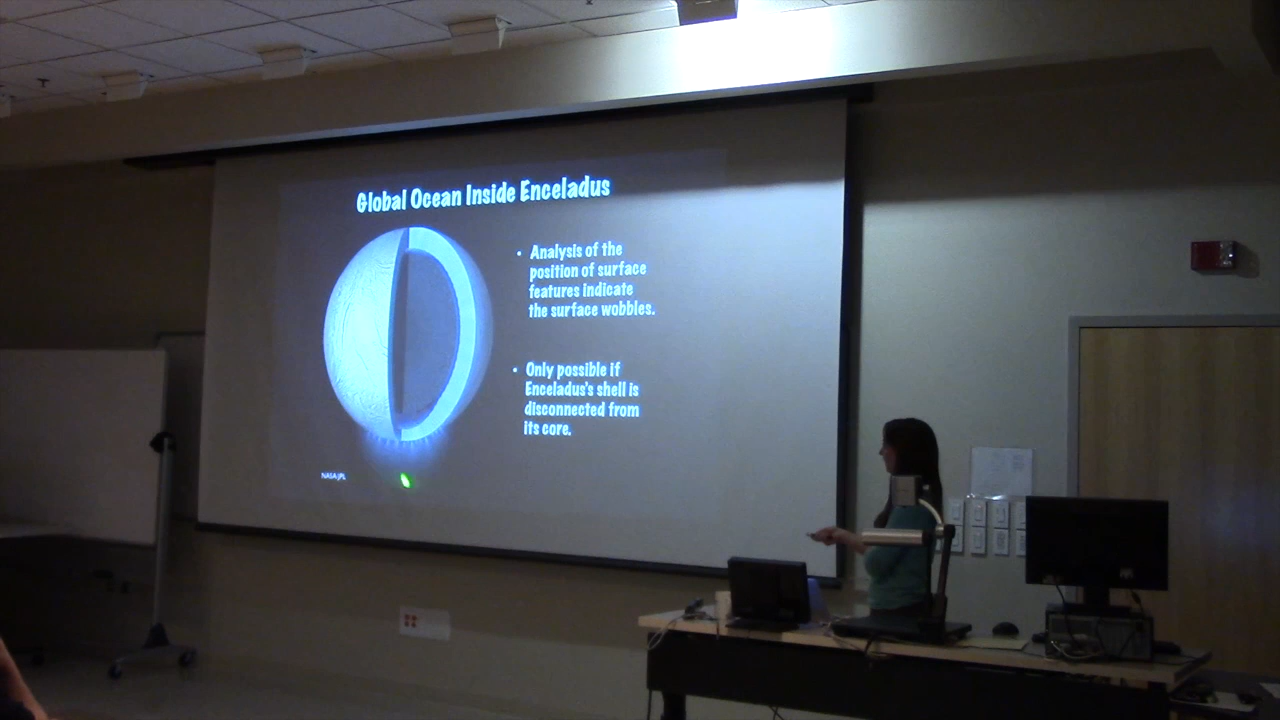 Global Ocean Inside Enceladus
• Analysis of the
position of surface
features indicate
the surface wobbles.
• Only possible if
Enceladus's shell is
disconnected from
its core.
NASA/JPL